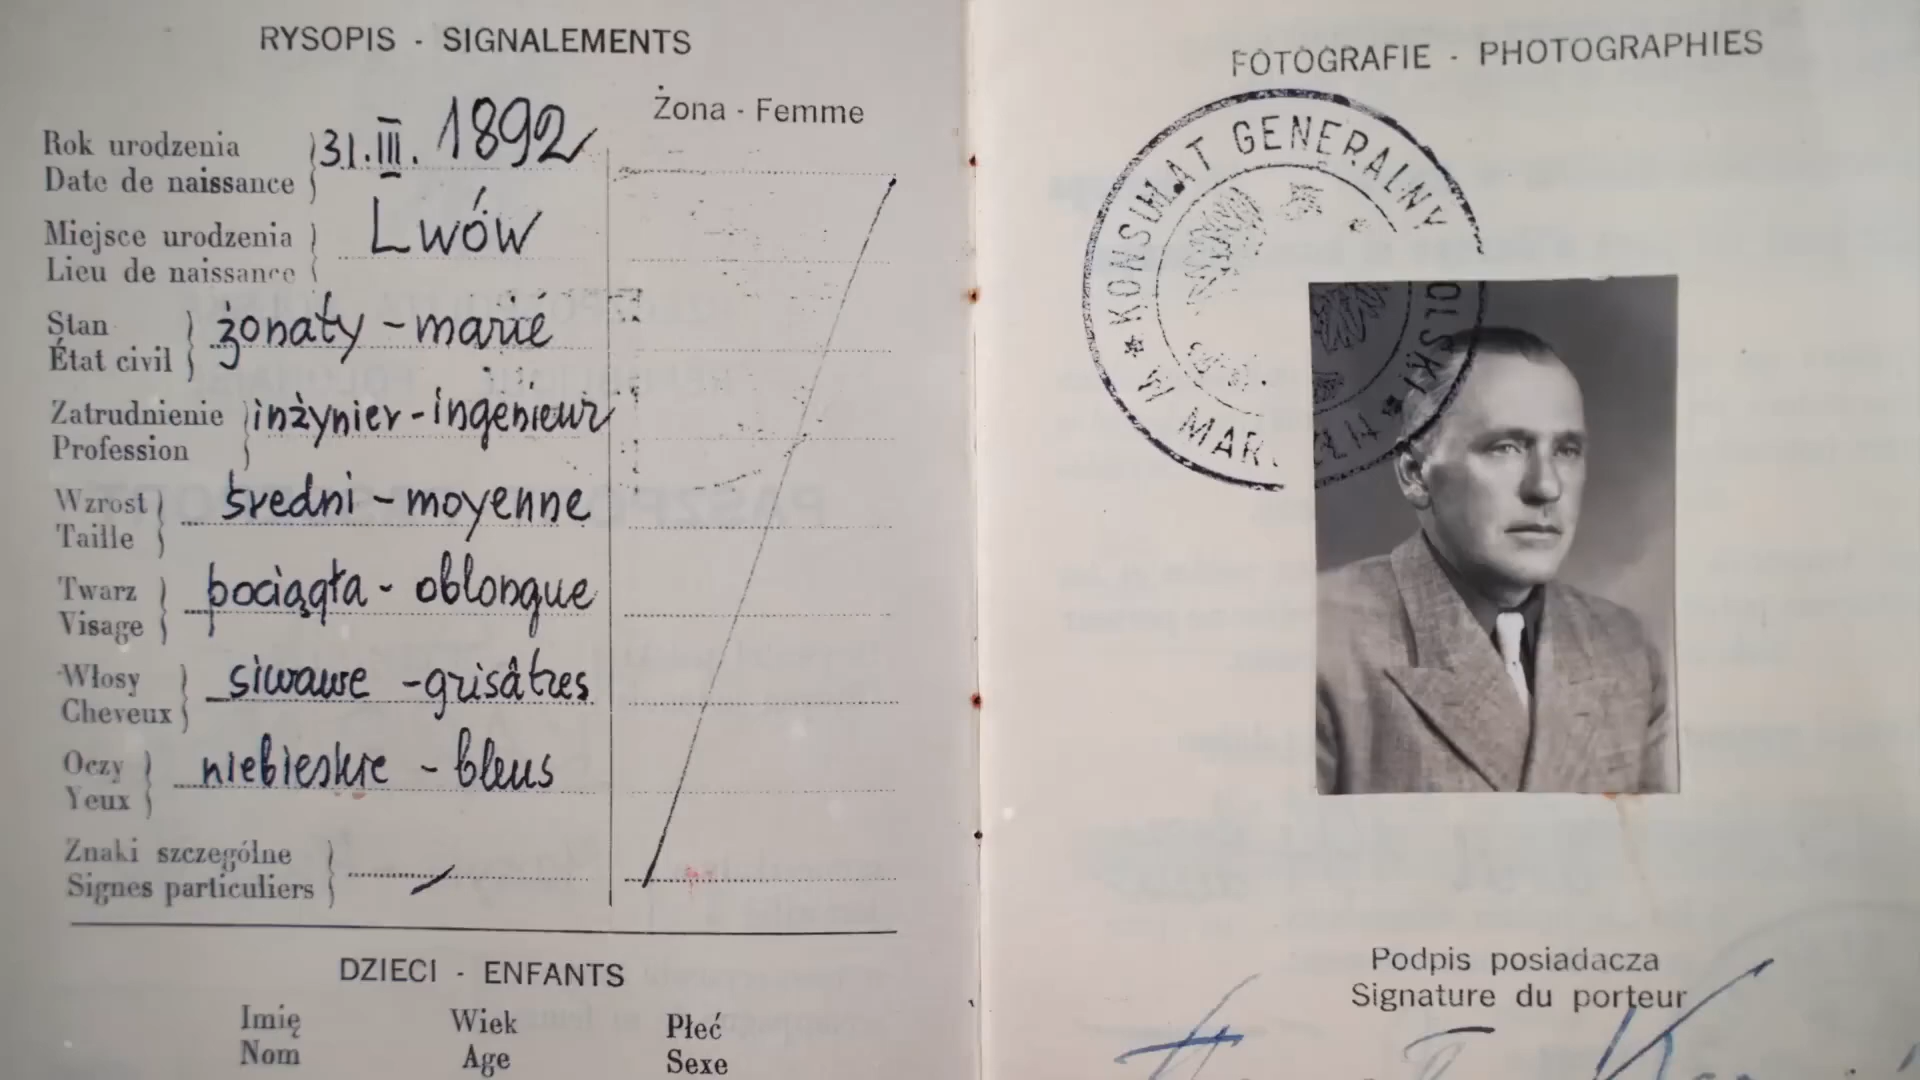 RYSOPIS - SIGNALEMENTS
Żona - Femme
Rok urodzenia
Date de naissance
31.III. 1892
Miejsce urodzenia
Lieu de naissance
Lwów
Stan
État civil
żonaty - marié
Zatrudnienie
Profession
inżynier - ingénieur
Wzrost
Taille
średni - moyenne
Twarz
Visage
pociągła - oblongue
Włosy
Cheveux
siwawe - grisâtres
Oczy
Yeux
niebieskie - bleus
Znaki szczególne
Signes particuliers
DZIECI - ENFANTS
Imię Wiek Płeć
Nom Age Sexe
FOTOGRAFIE - PHOTOGRAPHIES
KONSULAT GENERALNY
Podpis posiadacza
Signature du porteur